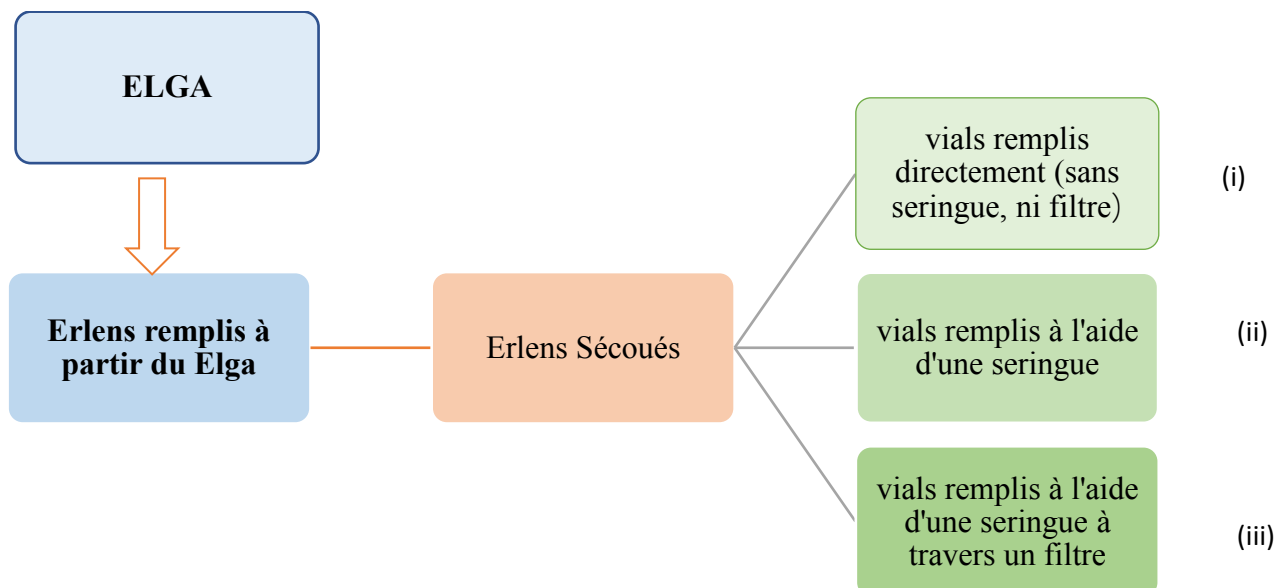 ELGA
Erlens remplis à
partir du Elga
Erlens Sécoués
vials remplis
directement (sans
seringue, ni filtre)
(i)
vials remplis à l'aide
d'une seringue
(ii)
vials remplis à l'aide
d'une seringue à
travers un filtre
(iii)